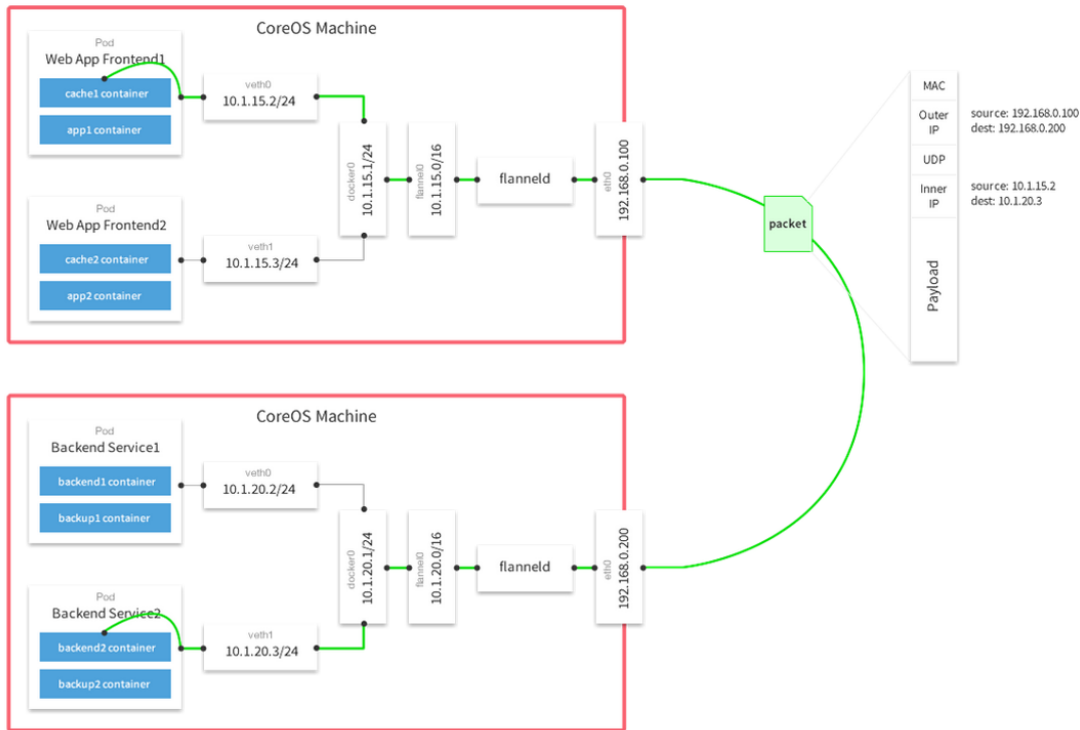 CoreOS Machine
Pod
Web App Frontend1
cache1 container
app1 container
veth0
10.1.15.2/24
Pod
Web App Frontend2
cache2 container
app2 container
veth1
10.1.15.3/24
docker0
10.1.15.1/24
flannel0
10.1.15.0/16
flanneld
eth0
192.168.0.100
packet
MAC
Outer
IP
source: 192.168.0.100
dest: 192.168.0.200
UDP
Inner
IP
source: 10.1.15.2
dest: 10.1.20.3
Payload
CoreOS Machine
Pod
Backend Service1
backend1 container
backup1 container
veth0
10.1.20.2/24
Pod
Backend Service2
backend2 container
backup2 container
veth1
10.1.20.3/24
docker0
10.1.20.1/24
flannel0
10.1.20.0/16
flanneld
eth0
192.168.0.200